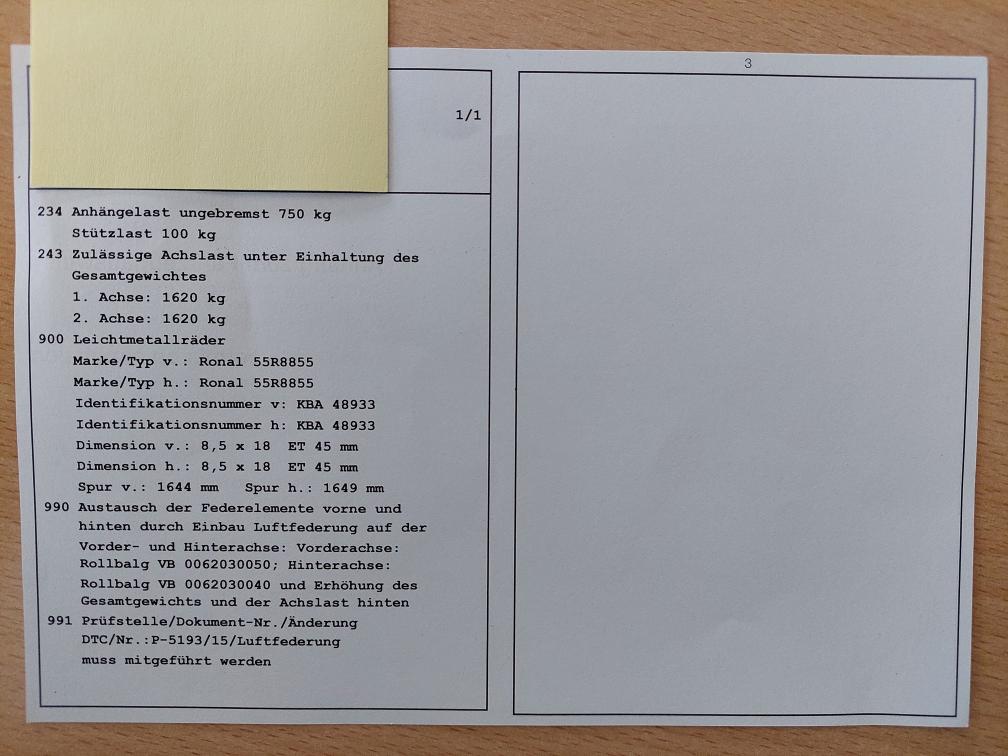 3
1/1
234 Anhängelast ungebremst 750 kg
Stützlast 100 kg
243 Zulässige Achslast unter Einhaltung des
Gesamtgewichtes
1. Achse: 1620 kg
2. Achse: 1620 kg
900 Leichtmetallräder
Marke/Typ v.: Ronal 55R8855
Marke/Typ h.: Ronal 55R8855
Identifikationsnummer v: KBA 48933
Identifikationsnummer h: KBA 48933
Dimension v.: 8,5 x 18 ET 45 mm
Dimension h.: 8,5 x 18 ET 45 mm
Spur v.: 1644 mm Spur h.: 1649 mm
990 Austausch der Federelemente vorne und
hinten durch Einbau Luftfederung auf der
Vorder- und Hinterachse: Vorderachse:
Rollbalg VB 0062030050; Hinterachse:
Rollbalg VB 0062030040 und Erhöhung des
Gesamtgewichts und der Achslast hinten
991 Prüfstelle/Dokument-Nr./Änderung
DTC/Nr.:P-5193/15/Luftfederung
muss mitgeführt werden